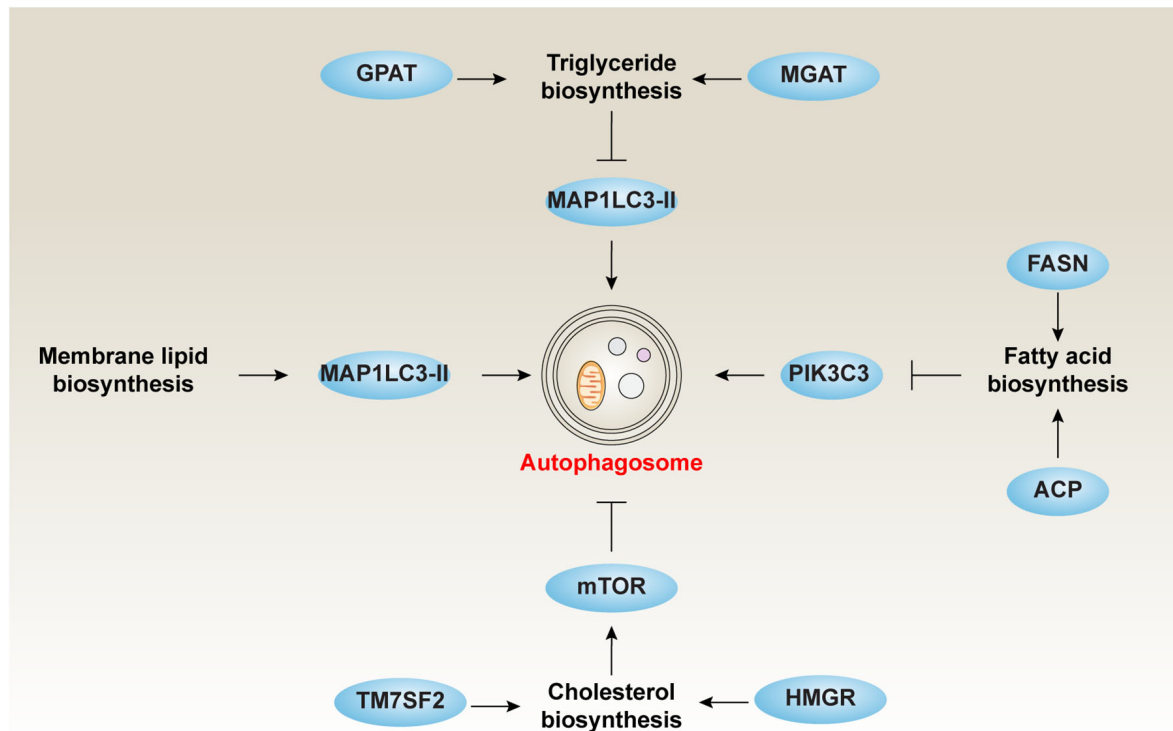 GPAT
Triglyceride
biosynthesis
MGAT
MAP1LC3-II
FASN
Membrane lipid
biosynthesis
MAP1LC3-II
PIK3C3
Fatty acid
biosynthesis
Autophagosome
ACP
mTOR
TM7SF2
Cholesterol
biosynthesis
HMGR